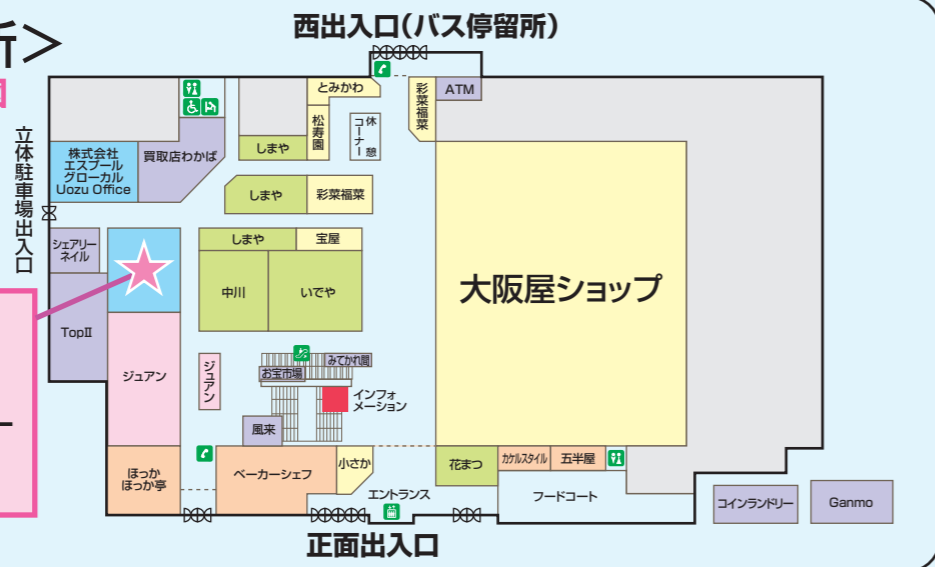 所＞
西出入口（バス停留所）
とみかわ
彩菜福菜
ATM
松寿園
休憩
コーナー
しまや
立体駐車場出入口
株式会社
エスプール
グローカル
Uozu Office
買取店わかば
しまや
彩菜福菜
シェアリー
ネイル
しまや
宝屋
中川
いでや
大阪屋ショップ
TopⅡ
ジュアン
ジュアン
みてかれ間
お宝市場
インフォ
メーション
風来
ほっか
ほっか亭
ベーカーシェフ
小さか
花まつ
カケルスタイル
五半屋
エントランス
フードコート
コインランドリー
Ganmo
正面出入口